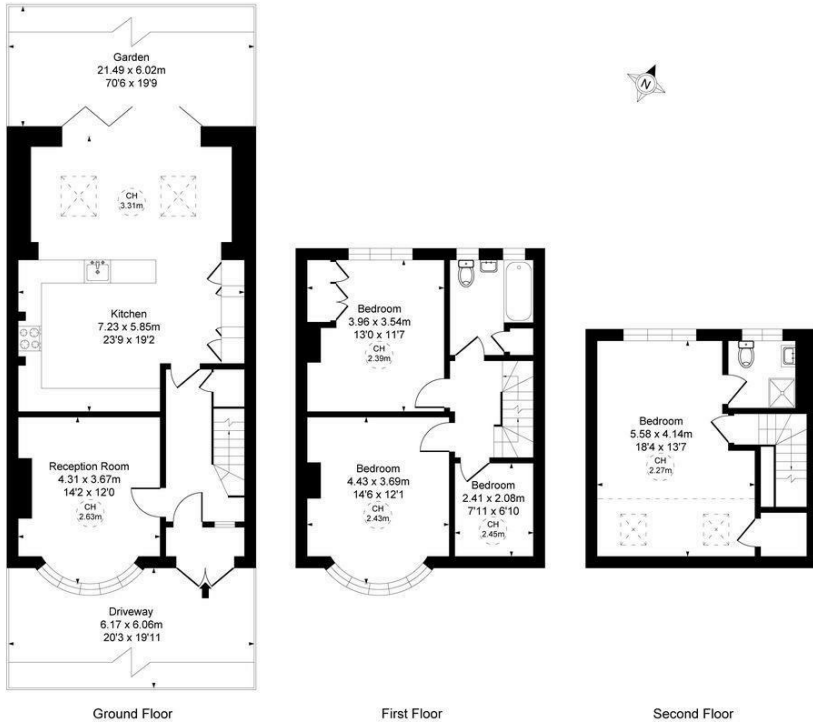 Garden
21.49 x 6.02m
70'6 x 19'9
N
CH
3.31m
Kitchen
7.23 x 5.85m
23'9 x 19'2
Reception Room
4.31 x 3.67m
14'2 x 12'0
CH
2.63m
Driveway
6.17 x 6.06m
20'3 x 19'11
Ground Floor
Bedroom
3.96 x 3.54m
13'0 x 11'7
CH
2.39m
Bedroom
4.43 x 3.69m
14'6 x 12'1
CH
2.43m
Bedroom
2.41 x 2.08m
7'11 x 6'10
CH
2.45m
First Floor
Bedroom
5.58 x 4.14m
18'4 x 13'7
CH
2.27m
Second Floor